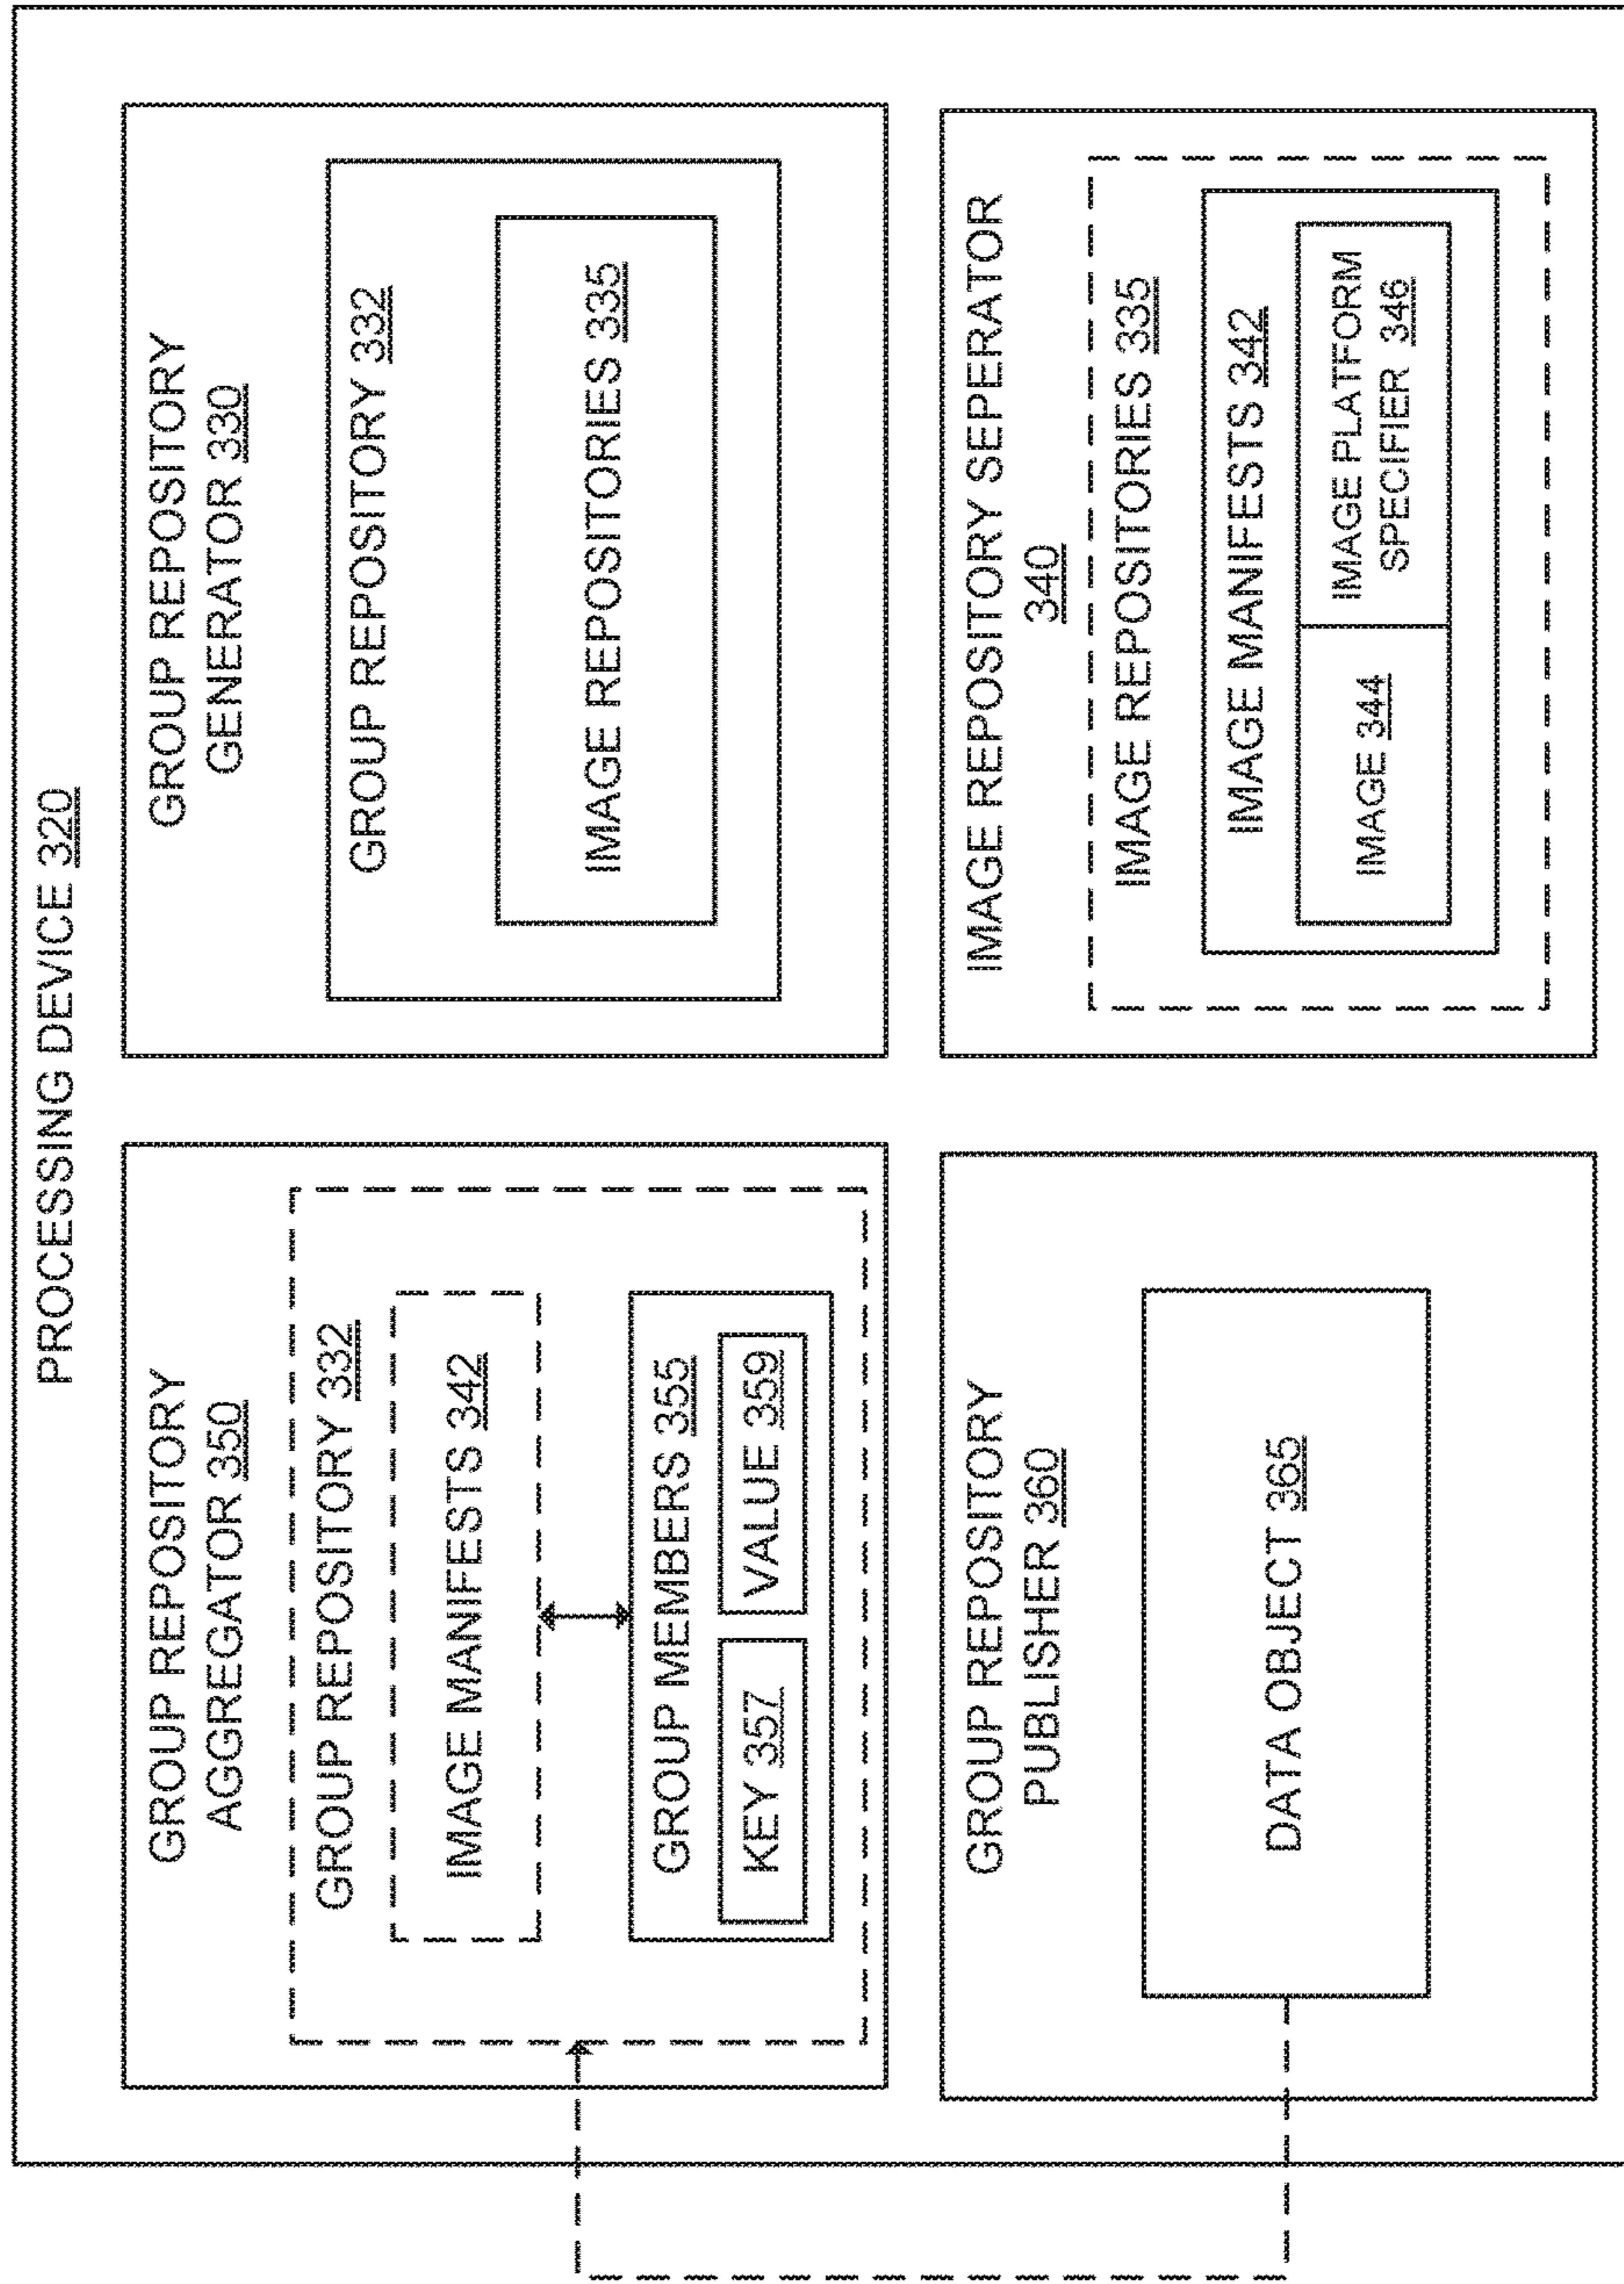 PROCESSING DEVICE 320
GROUP REPOSITORY
AGGREGATOR 350
GROUP REPOSITORY 332
IMAGE MANIFESTS 342
GROUP MEMBERS 355
KEY 357
VALUE 359
GROUP REPOSITORY
GENERATOR 330
GROUP REPOSITORY 332
IMAGE REPOSITORIES 335
GROUP REPOSITORY
PUBLISHER 360
DATA OBJECT 365
IMAGE REPOSITORY SEPERATOR
340
IMAGE REPOSITORIES 335
IMAGE MANIFESTS 342
IMAGE 344
IMAGE PLATFORM
SPECIFIER 346